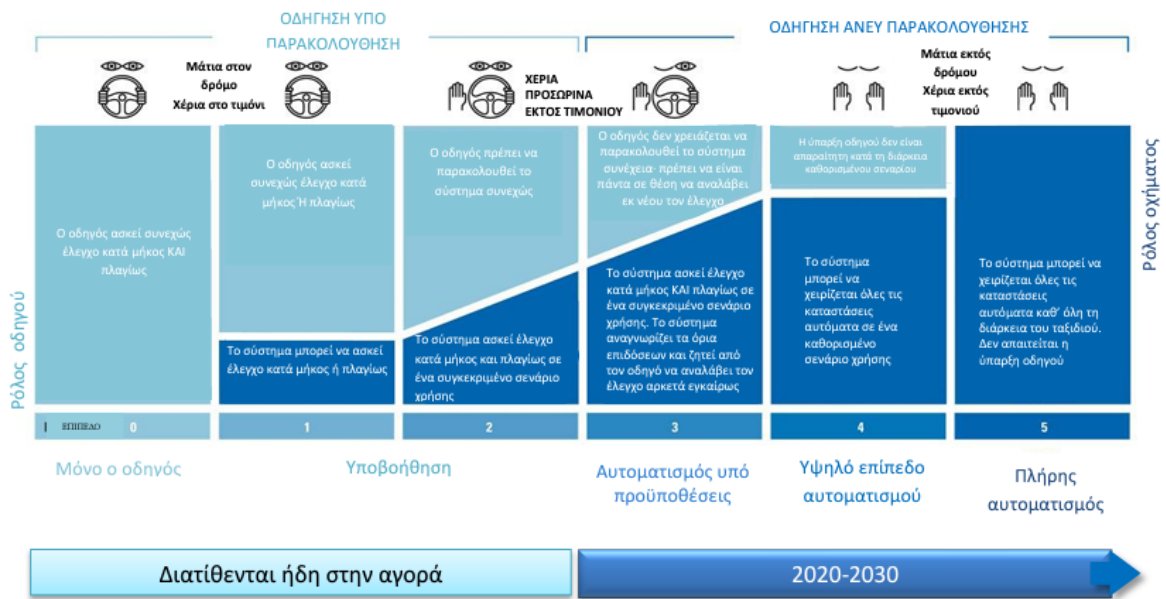 ΟΔΗΓΗΣΗ ΥΠΟ
ΠΑΡΑΚΟΛΟΥΘΗΣΗ
ΟΔΗΓΗΣΗ ΑΝΕΥ ΠΑΡΑΚΟΛΟΥΘΗΣΗΣ
Μάτια στον
δρόμο
Χέρια στο τιμόνι
ΧΕΡΙΑ
ΠΡΟΣΩΡΙΝΑ
ΕΚΤΟΣ ΤΙΜΟΝΙΟΥ
Μάτια εκτός
δρόμου
Χέρια εκτός
τιμονιού
Ρόλος οδηγού
Ο οδηγός ασκεί συνεχώς
έλεγχο κατά μήκος ΚΑΙ
πλαγίως
Ο οδηγός ασκεί
συνεχώς έλεγχο κατά
μήκος Ή πλαγίως
Το σύστημα μπορεί να ασκεί
έλεγχο κατά μήκος ή πλαγίως
Ο οδηγός πρέπει να
παρακολουθεί το
σύστημα συνεχώς
Το σύστημα ασκεί έλεγχο
κατά μήκος και πλαγίως σε
ένα συγκεκριμένο σενάριο
χρήσης
Ο οδηγός δεν χρειάζεται να
παρακολουθεί το σύστημα
συνέχεια· πρέπει να είναι
πάντα σε θέση να αναλάβει
εκ νέου τον έλεγχο
Το σύστημα ασκεί έλεγχο
κατά μήκος ΚΑΙ πλαγίως σε
ένα συγκεκριμένο σενάριο
χρήσης. Το σύστημα
αναγνωρίζει τα όρια
επιδόσεων και ζητεί από
τον οδηγό να αναλάβει τον
έλεγχο αρκετά εγκαίρως
Η ύπαρξη οδηγού δεν είναι
απαραίτητη κατά τη διάρκεια
καθορισμένου σεναρίου
Το σύστημα
μπορεί να
χειρίζεται όλες τις
καταστάσεις
αυτόματα σε ένα
καθορισμένο
σενάριο χρήσης
Το σύστημα μπορεί να
χειρίζεται όλες τις
καταστάσεις
αυτόματα καθ’ όλη τη
διάρκεια του ταξιδιού.
Δεν απαιτείται η
ύπαρξη οδηγού
Ρόλος οχήματος
ΕΠΙΠΕΔΟ 0 1 2 3 4 5
Μόνο ο οδηγός
Υποβοήθηση
Αυτοματισμός υπό
προϋποθέσεις
Υψηλό επίπεδο
αυτοματισμού
Πλήρης
αυτοματισμός
Διατίθενται ήδη στην αγορά
2020-2030